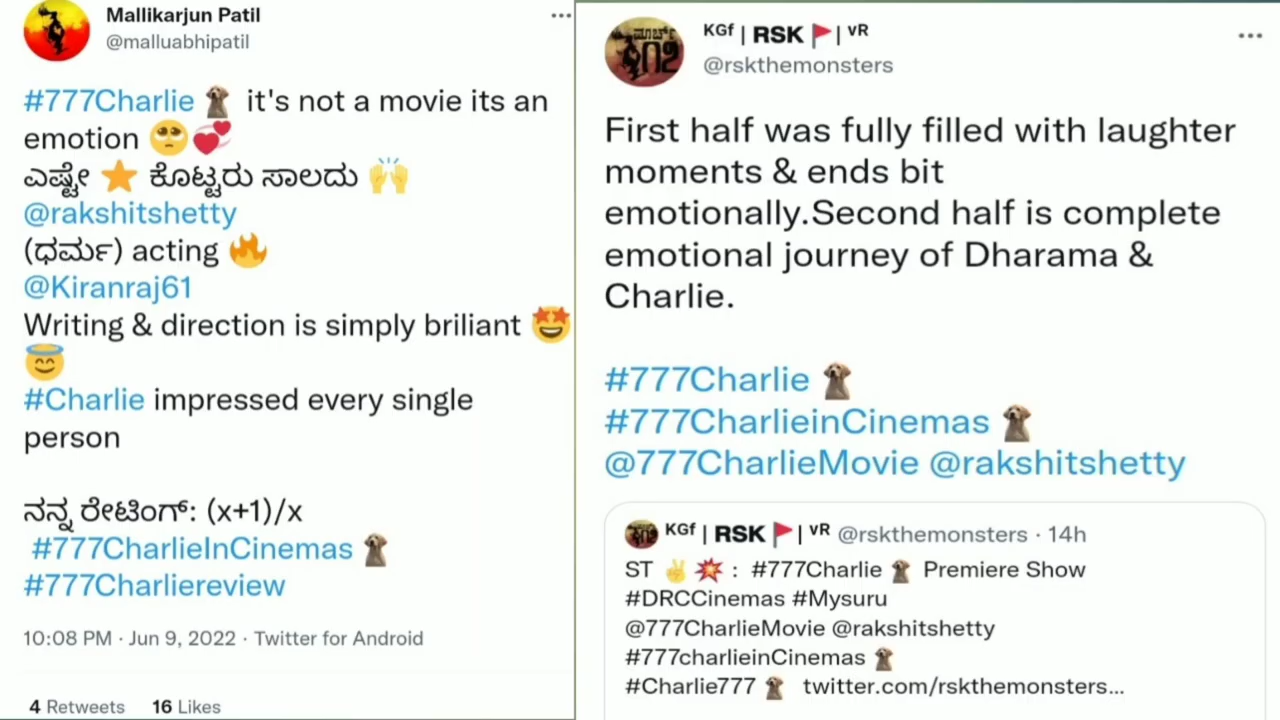 Mallikarjun Patil
@malluabhipatil
#777Charlie it's not a movie its an
emotion 🥺💞
ಎಷ್ಟೇ ⭐ ಕೊಟ್ಟರು ಸಾಲದು 🙌
@rakshitshetty
(ಧರ್ಮ) acting 🔥
@Kiranraj61
Writing & direction is simply briliant 🤩
😇
#Charlie impressed every single
person
ನನ್ನ ರೇಟಿಂಗ್: (x+1)/x
#777CharlieInCinemas
#777Charliereview
10:08 PM · Jun 9, 2022 · Twitter for Android
4 Retweets 16 Likes
KGf | RSK 🚩 | vR
@rskthemonsters
First half was fully filled with laughter
moments & ends bit
emotionally.Second half is complete
emotional journey of Dharama &
Charlie.
#777Charlie
#777CharlieinCinemas
@777CharlieMovie @rakshitshetty
KGf | RSK 🚩 | vR @rskthemonsters · 14h
ST ✌️ 💥 : #777Charlie Premiere Show
#DRCCinemas #Mysuru
@777CharlieMovie @rakshitshetty
#777charlieinCinemas
#Charlie777 twitter.com/rskthemonsters...